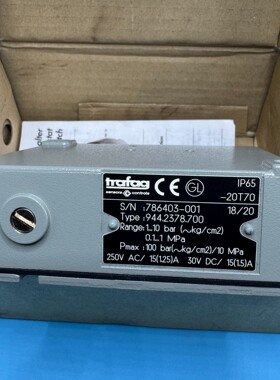 trafag
sensors controls
CE
GL
IP65
-20T70
S/N :786403-001
18/20
Type :944.2378.700
Range:1...10 bar (~kg/cm2)
0.1...1 MPa
Pmax :100 bar(~kg/cm2)/10 MPa
250V AC/ 15(1.25)A 30V DC/ 15(1.5)A